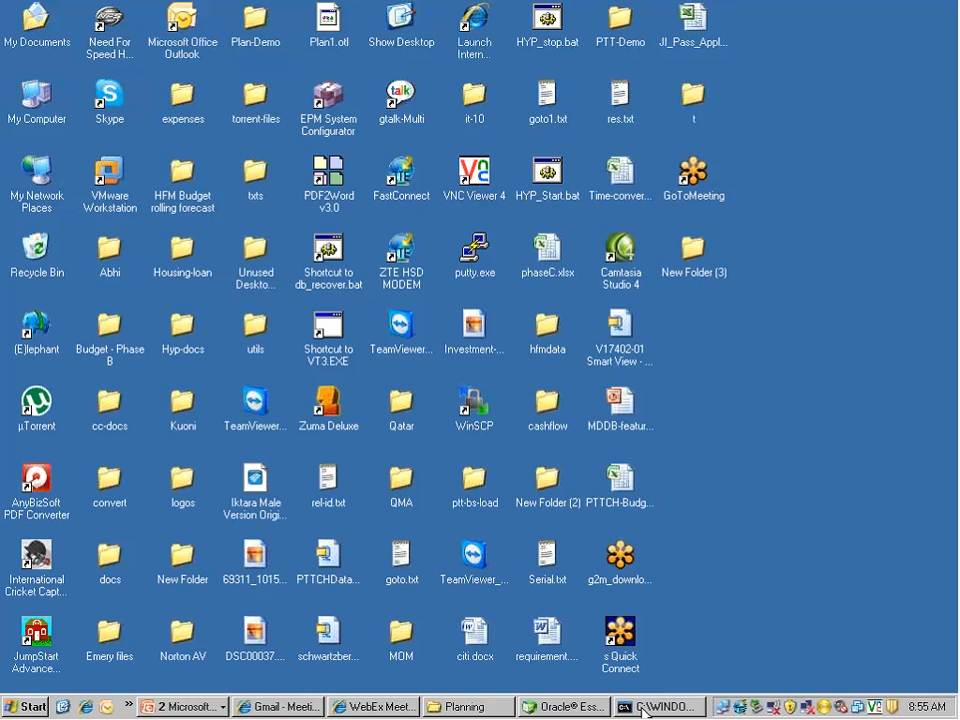 My Documents
Need For
Speed H...
Microsoft Office
Outlook
Plan-Demo
Plan1.otl
Show Desktop
Launch
Intern...
HYP_stop.bat
PTT-Demo
JI_Pass_Appl...
My Computer
Skype
expenses
torrent-files
EPM System
Configurator
talk
gtalk-Multi
it-10
goto1.txt
res.txt
t
My Network
Places
VMware
Workstation
HFM Budget
rolling forecast
txts
PDF2Word
v3.0
FastConnect
VNC Viewer 4
HYP_Start.bat
Time-conver...
GoToMeeting
Recycle Bin
Abhi
Housing-loan
Unused
Deskto...
Shortcut to
db_recover.bat
ZTE HSD
MODEM
putty.exe
phaseC.xlsx
Camtasia
Studio 4
New Folder (3)
(E)lephant
Budget - Phase
B
Hyp-docs
utils
Shortcut to
VT3.EXE
TeamViewer...
Investment-...
hfmdata
V17402-01
Smart View - ...
µTorrent
cc-docs
Kuoni
TeamViewer...
Zuma Deluxe
Qatar
WinSCP
cashflow
MDDB-featur...
AnyBizSoft
PDF Converter
convert
logos
Iktara Male
Version Origi...
rel-id.txt
QMA
ptt-bs-load
New Folder (2)
PTTCH-Budg...
International
Cricket Capt...
docs
New Folder
69311_1015...
PTTCHData...
goto.txt
TeamViewer_...
Serial.txt
g2m_downlo...
JumpStart
Advance...
Emery files
Norton AV
DSC00037....
schwartzber...
MOM
citi.docx
requirement....
s Quick
Connect
Start
2 Microsoft...
Gmail - Meeti...
WebEx Meet...
Planning
Oracle® Ess...
C:\WINDO...
8:55 AM